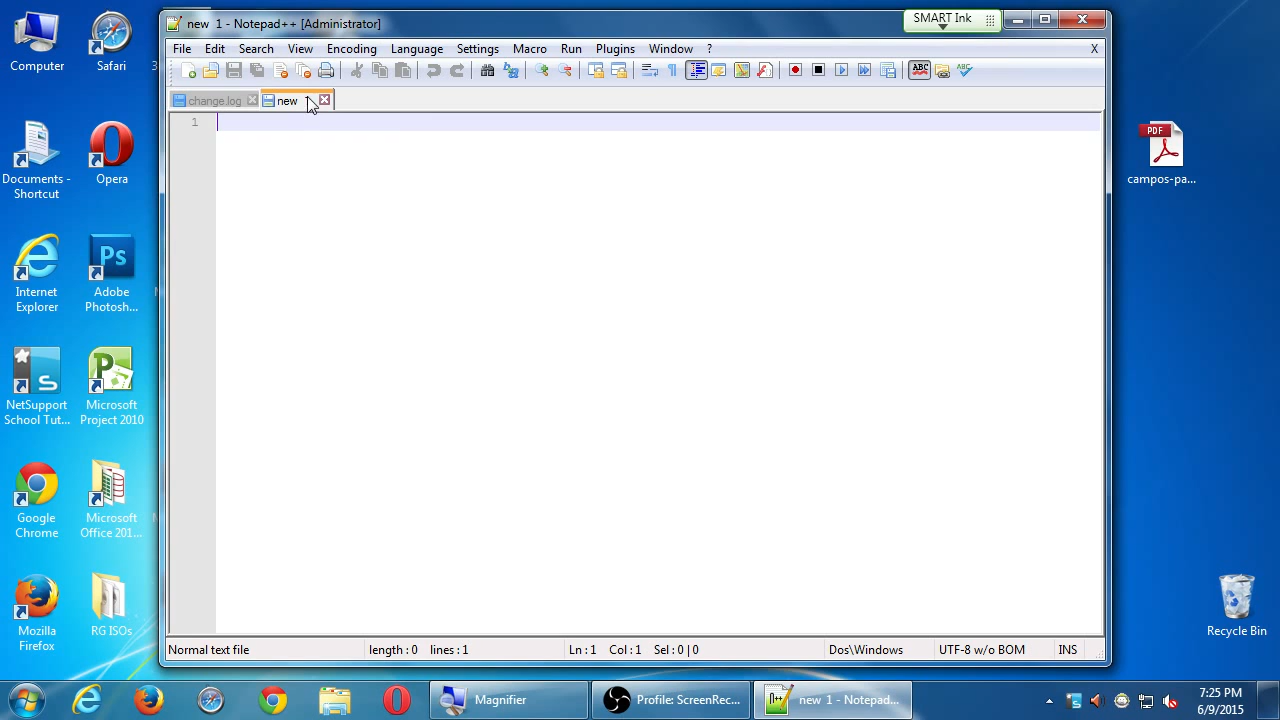 new 1 - Notepad++ [Administrator]
SMART Ink
File Edit Search View Encoding Language Settings Macro Run Plugins Window ? X
change.log
new
1
Normal text file length : 0 lines : 1 Ln : 1 Col : 1 Sel : 0 | 0 Dos\Windows UTF-8 w/o BOM INS
Computer
Safari
Documents - Shortcut
Opera
Internet Explorer
Adobe Photosh...
NetSupport School Tut...
Microsoft Project 2010
Google Chrome
Microsoft Office 201...
Mozilla Firefox
RG ISOs
PDF
campos-pa...
Recycle Bin
Magnifier
Profile: ScreenRec...
new 1 - Notepad...
7:25 PM
6/9/2015